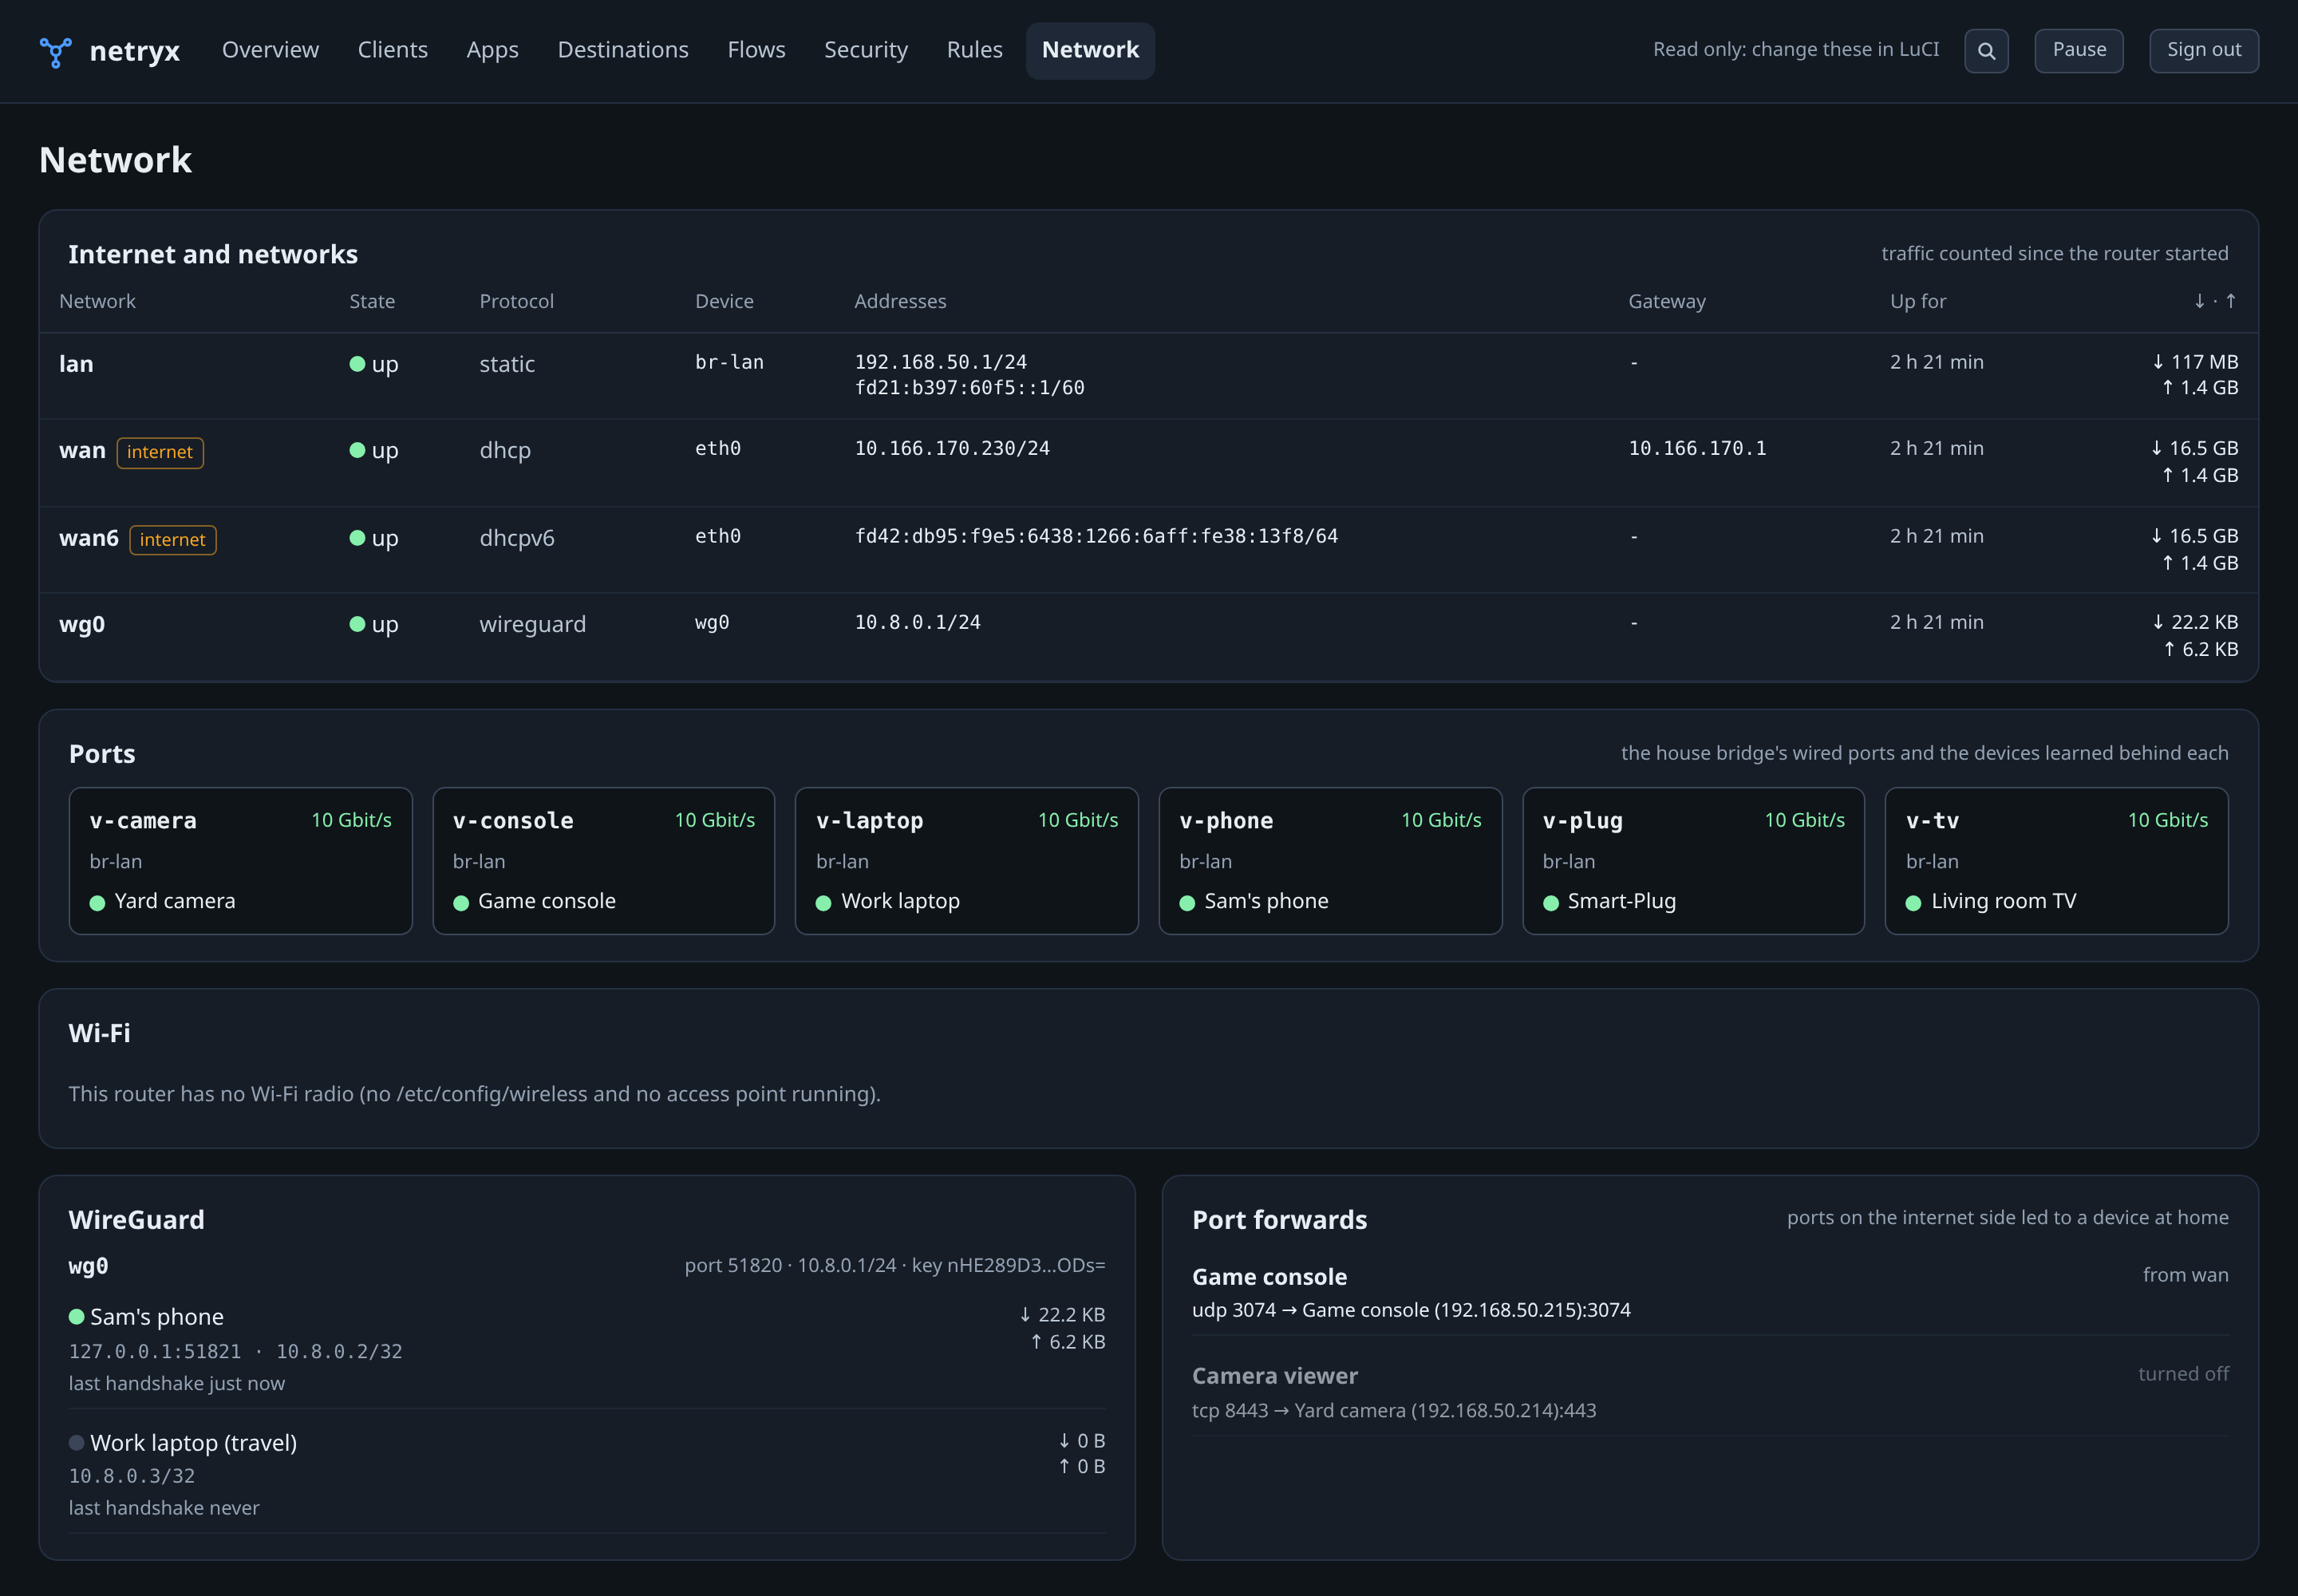 netryx Overview Clients Apps Destinations Flows Security Rules Network Read only: change these in LuCI Pause Sign out
Network
Internet and networks traffic counted since the router started
Network State Protocol Device Addresses Gateway Up for ↓ · ↑
lan up static br-lan 192.168.50.1/24 - 2 h 21 min ↓ 117 MB
fd21:b397:60f5::1/60 ↑ 1.4 GB
wan internet up dhcp eth0 10.166.170.230/24 10.166.170.1 2 h 21 min ↓ 16.5 GB
↑ 1.4 GB
wan6 internet up dhcpv6 eth0 fd42:db95:f9e5:6438:1266:6aff:fe38:13f8/64 - 2 h 21 min ↓ 16.5 GB
↑ 1.4 GB
wg0 up wireguard wg0 10.8.0.1/24 - 2 h 21 min ↓ 22.2 KB
↑ 6.2 KB
Ports the house bridge's wired ports and the devices learned behind each
v-camera 10 Gbit/s
br-lan
Yard camera
v-console 10 Gbit/s
br-lan
Game console
v-laptop 10 Gbit/s
br-lan
Work laptop
v-phone 10 Gbit/s
br-lan
Sam's phone
v-plug 10 Gbit/s
br-lan
Smart-Plug
v-tv 10 Gbit/s
br-lan
Living room TV
Wi-Fi
This router has no Wi-Fi radio (no /etc/config/wireless and no access point running).
WireGuard
wg0 port 51820 · 10.8.0.1/24 · key nHE289D3...ODs=
Sam's phone ↓ 22.2 KB
↑ 6.2 KB
127.0.0.1:51821 · 10.8.0.2/32
last handshake just now
Work laptop (travel) ↓ 0 B
↑ 0 B
10.8.0.3/32
last handshake never
Port forwards ports on the internet side led to a device at home
Game console from wan
udp 3074 → Game console (192.168.50.215):3074
Camera viewer turned off
tcp 8443 → Yard camera (192.168.50.214):443